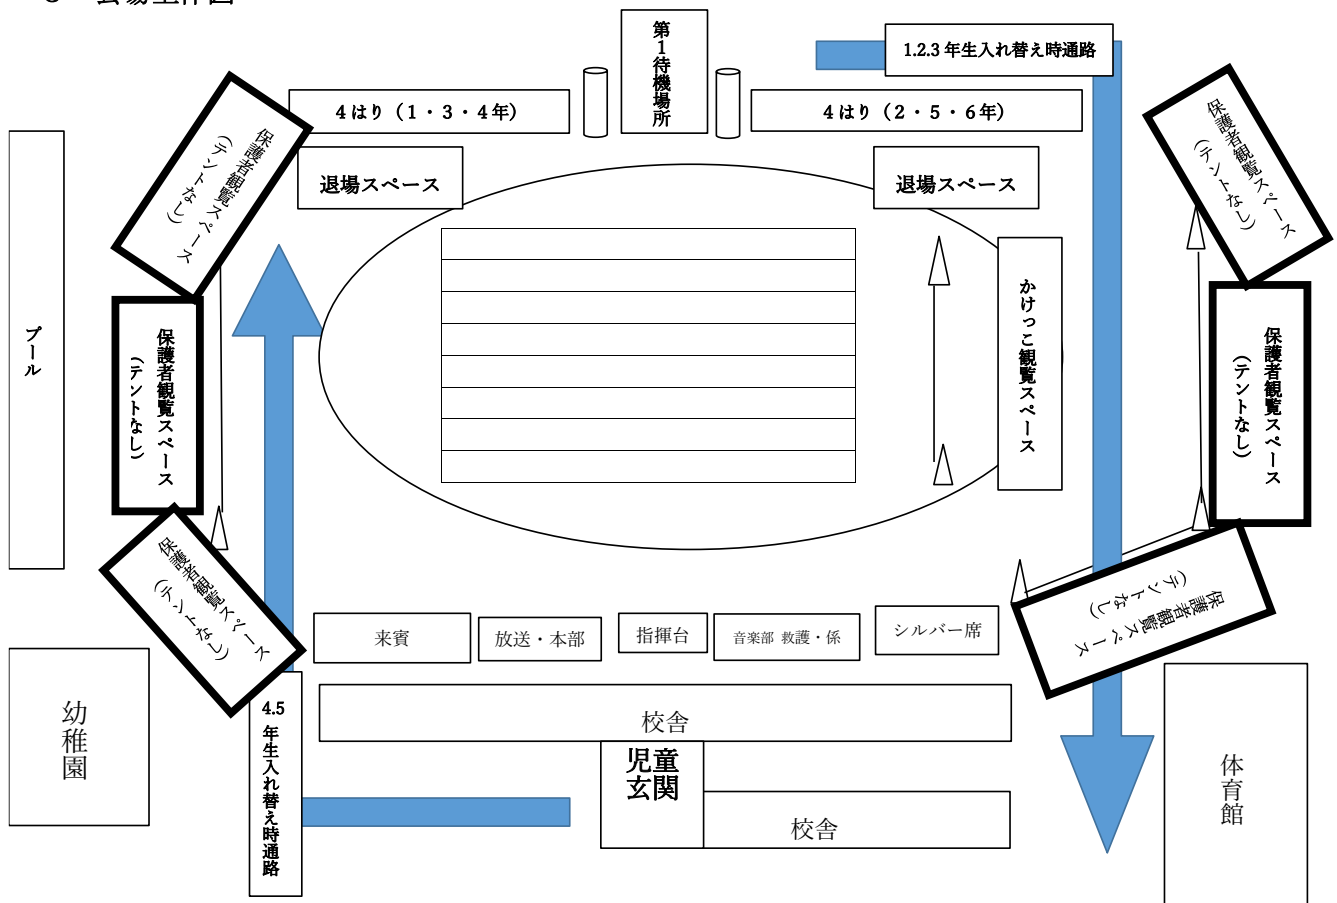 第1待機場所
1.2.3 年生入れ替え時通路
4はり(1・3・4年)
4はり(2・5・6年)
保護者観覧スペース
(テントなし)
保護者観覧スペース
(テントなし)
退場スペース
退場スペース
プール
保護者観覧スペース
(テントなし)
かけっこ観覧スペース
保護者観覧スペース
(テントなし)
保護者観覧スペース
(テントなし)
保護者観覧スペース
(テントなし)
来賓
放送・本部
指揮台
音楽部 救護・係
シルバー席
幼稚園
4.5
年生入れ替え時通路
校舎
児童
玄関
校舎
体育館